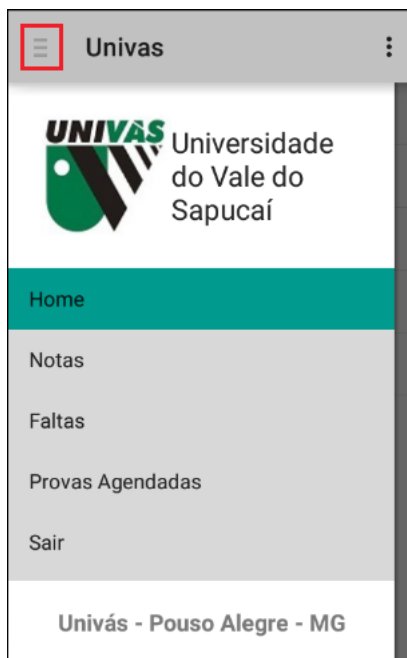 Univas
UNIVÁS
Universidade
do Vale do
Sapucaí
Home
Notas
Faltas
Provas Agendadas
Sair
Univás - Pouso Alegre - MG